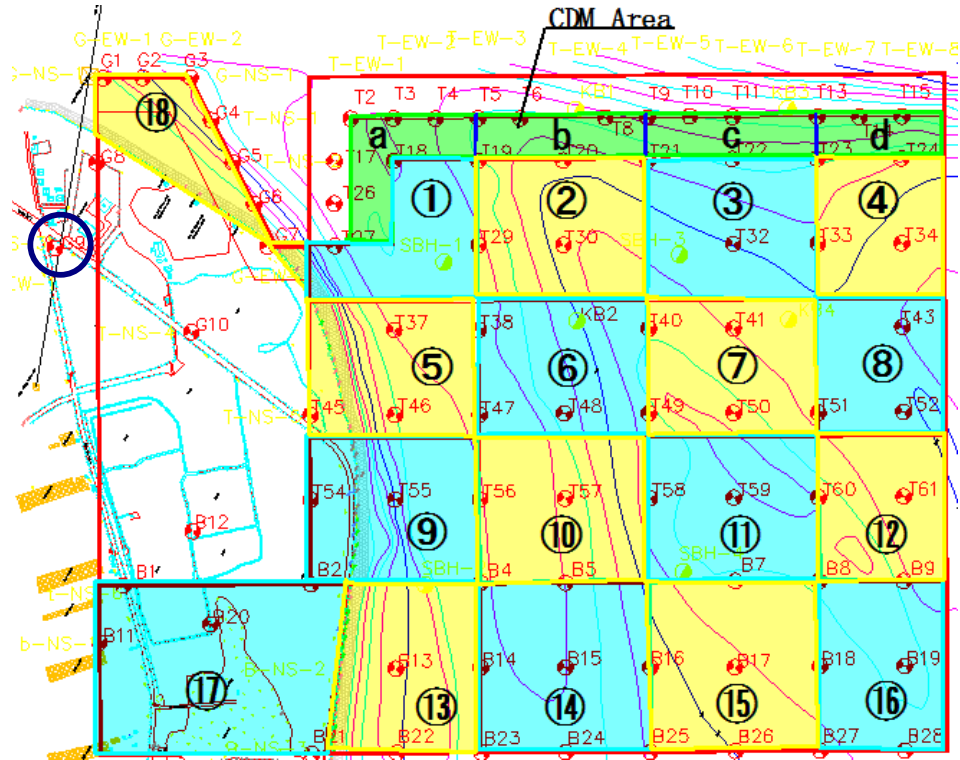 CDM Area
G-EW-1 G-EW-2
T-EW-2 T-EW-3 T-EW-4 T-EW-5 T-EW-6 T-EW-7 T-EW-8
T-EW-1
G1 G2 G3
G-NS-1
T2 T3 T4 T5 T6 KB1 T8 T9 T10 T11 KB3 T13 T14 T15
⑱ G4 T-NS-1
a b c d
G8 G5 T17 T18 T19 T20 T21 T22 T23 T24
G6 T26 ① ② ③ ④
G9 G7 T27 SBH-1 T29 T30 SBH-3 T32 T33 T34
T-NS-4 G10 T37 T38 KB2 T40 T41 KB4 T43
⑤ ⑥ ⑦ ⑧
T45 T46 T47 T48 T49 T50 T51 T52
T54 T55 T56 T57 T58 T59 T60 T61
B12 ⑨ ⑩ ⑪ ⑫
B1 B2 SBH- B4 B5 B7 B8 B9
B11 B20
b-NS-1 B-NS-2 B13 B14 B15 B16 B17 B18 B19
⑰ ⑬ ⑭ ⑮ ⑯
B21 B22 B23 B24 B25 B26 B27 B28